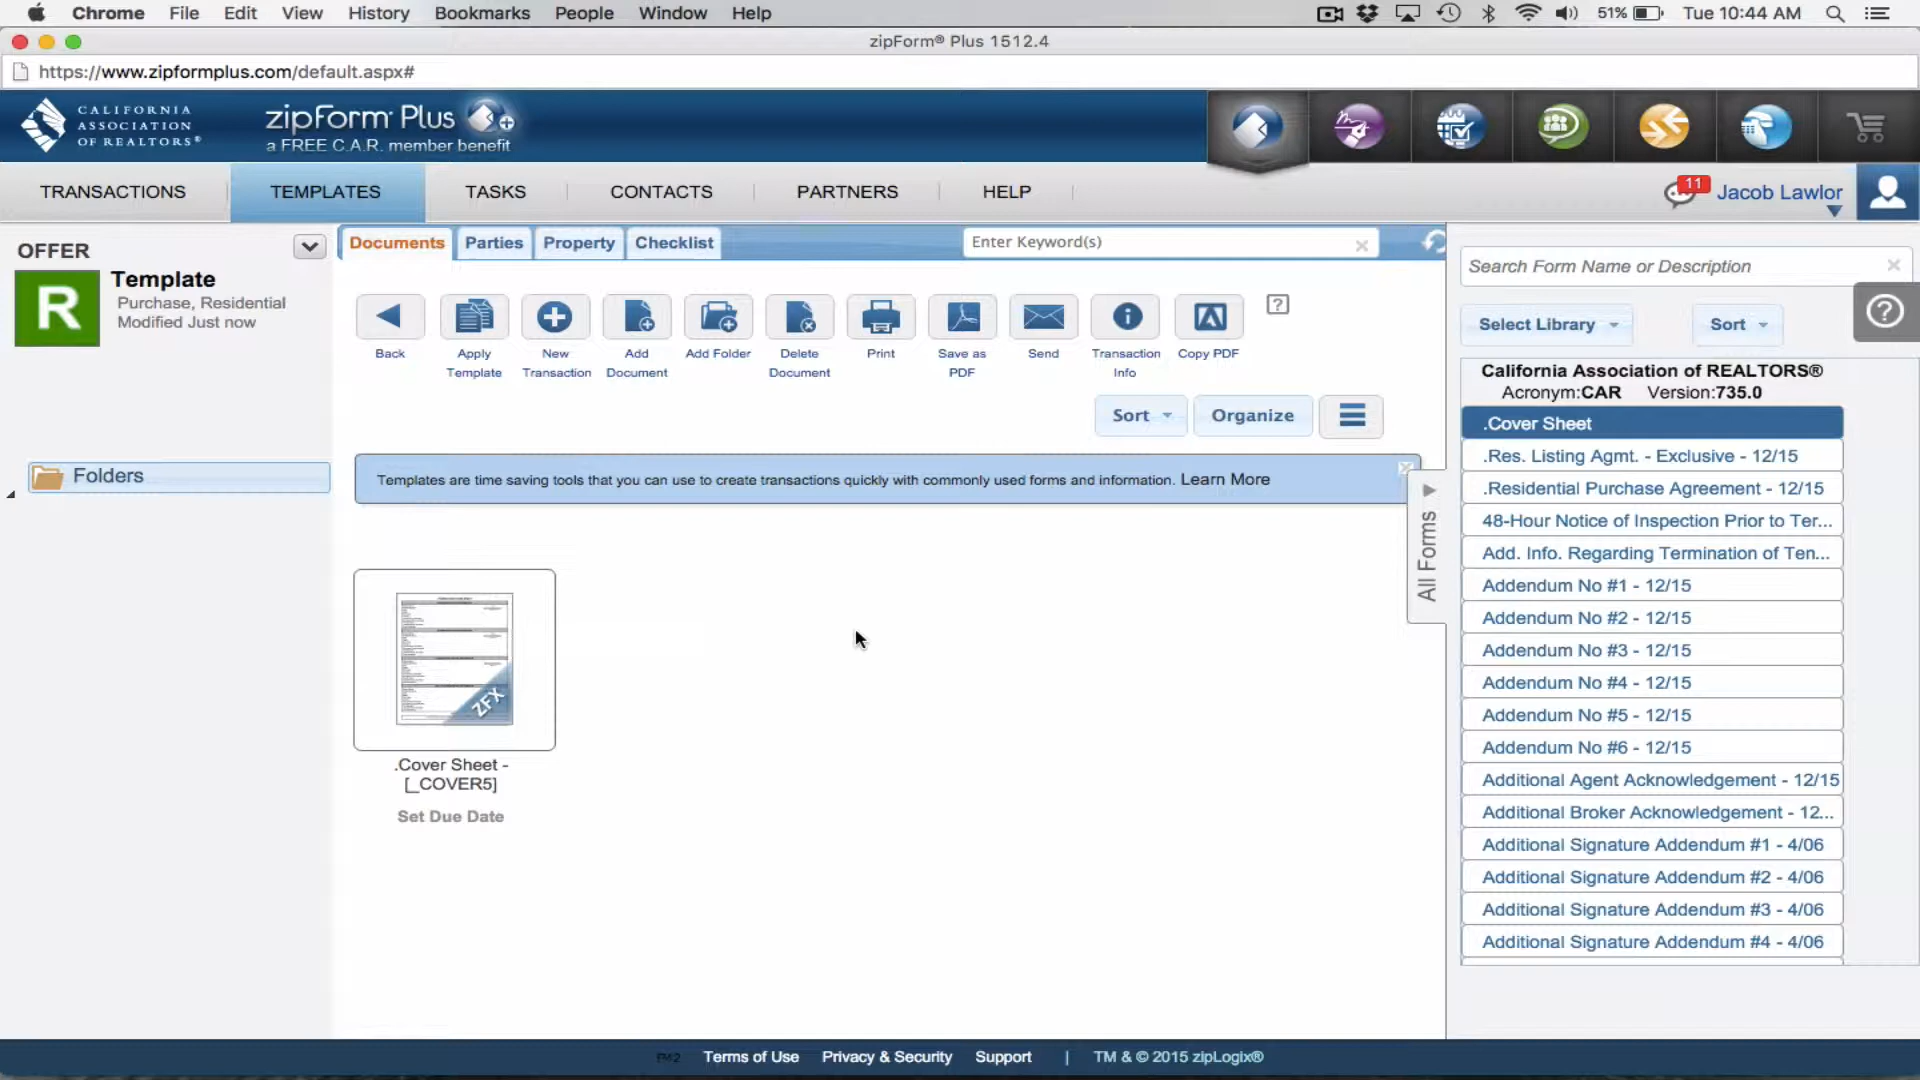 Chrome File Edit View History Bookmarks People Window Help 51% Tue 10:44 AM
zipForm® Plus 1512.4
https://www.zipformplus.com/default.aspx#
CALIFORNIA
ASSOCIATION
OF REALTORS®
zipForm® Plus
a FREE C.A.R. member benefit
TRANSACTIONS TEMPLATES TASKS CONTACTS PARTNERS HELP 11 Jacob Lawlor
OFFER
R
Template
Purchase, Residential
Modified Just now
Folders
Documents Parties Property Checklist Enter Keyword(s)
Back
Apply Template
New Transaction
Add Document
Add Folder
Delete Document
Print
Save as PDF
Send
Transaction Info
Copy PDF
?
Sort Organize
Templates are time saving tools that you can use to create transactions quickly with commonly used forms and information. Learn More
ZFX
.Cover Sheet -
[_COVER5]
Set Due Date
All Forms
Search Form Name or Description
Select Library Sort
?
California Association of REALTORS®
Acronym:CAR Version:735.0
.Cover Sheet
.Res. Listing Agmt. - Exclusive - 12/15
.Residential Purchase Agreement - 12/15
48-Hour Notice of Inspection Prior to Ter...
Add. Info. Regarding Termination of Ten...
Addendum No #1 - 12/15
Addendum No #2 - 12/15
Addendum No #3 - 12/15
Addendum No #4 - 12/15
Addendum No #5 - 12/15
Addendum No #6 - 12/15
Additional Agent Acknowledgement - 12/15
Additional Broker Acknowledgement - 12...
Additional Signature Addendum #1 - 4/06
Additional Signature Addendum #2 - 4/06
Additional Signature Addendum #3 - 4/06
Additional Signature Addendum #4 - 4/06
Terms of Use Privacy & Security Support | TM & © 2015 zipLogix®